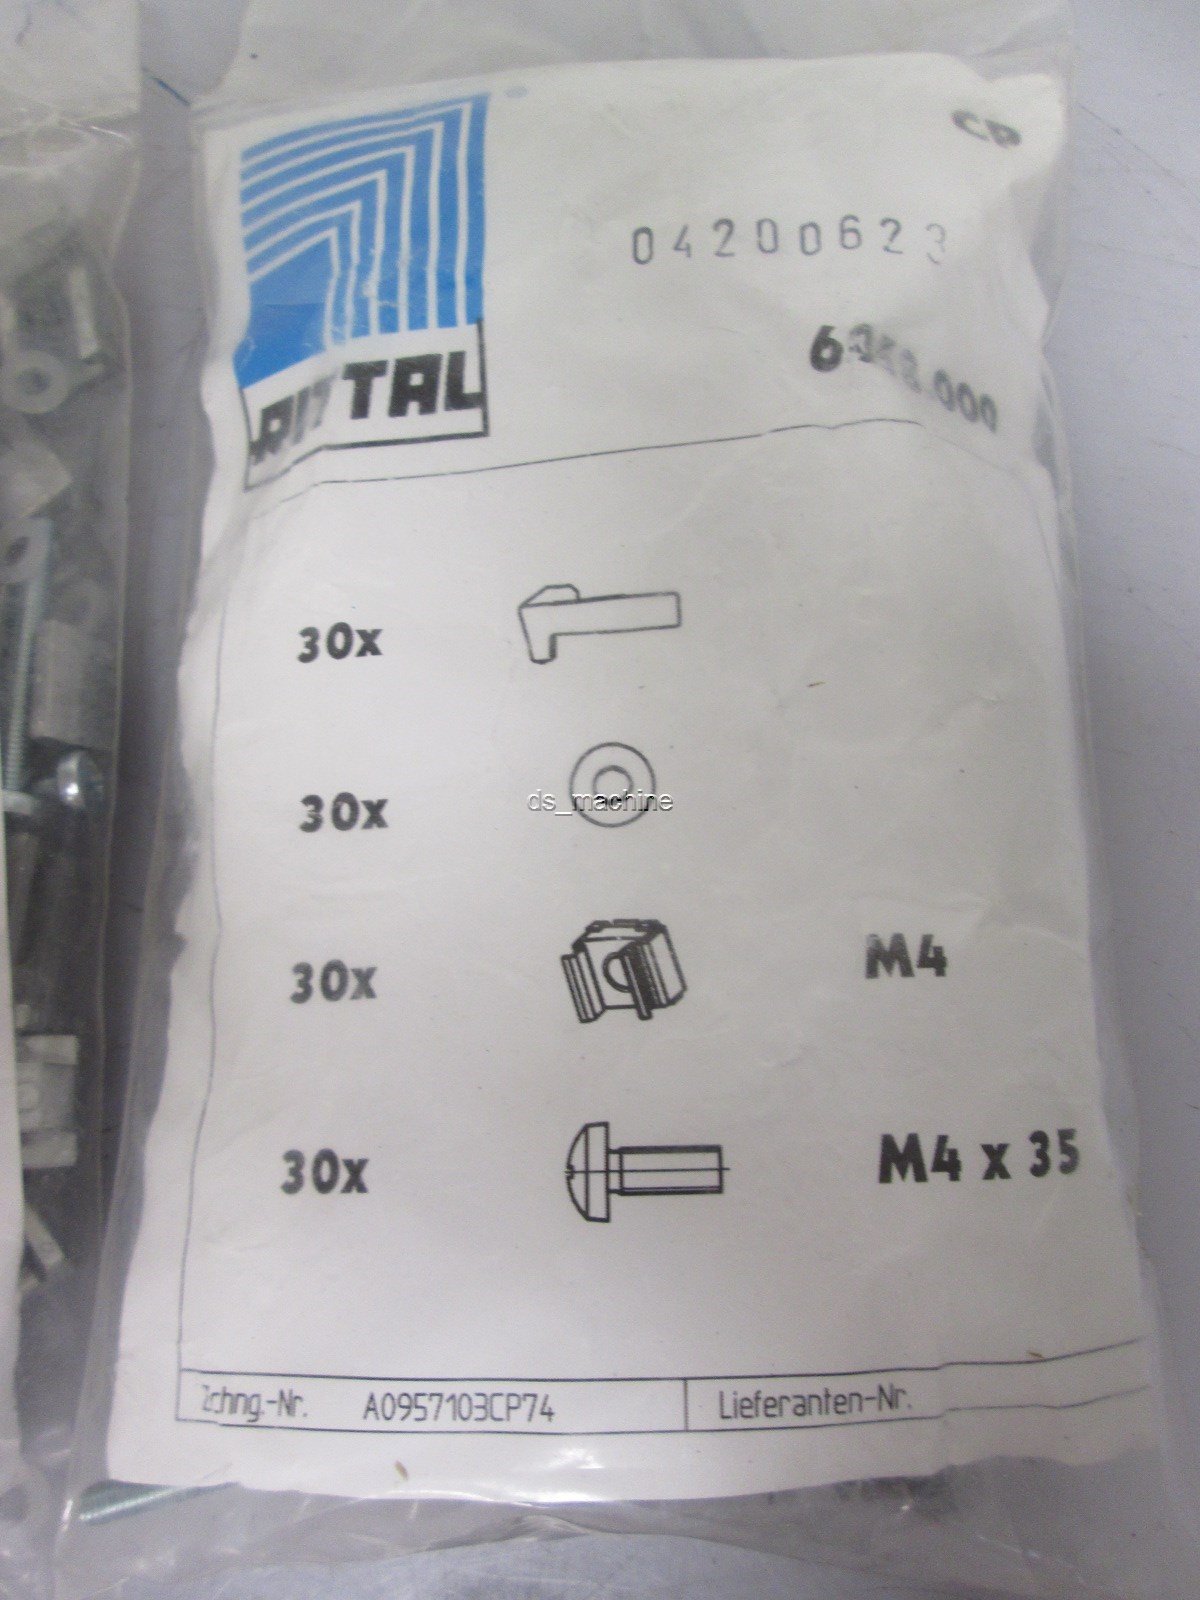 CP
04200623
RITTAL
30x
30x
ds_machine
30x M4
30x M4 x 35
Zchng.-Nr. A0957103CP74 Lieferanten-Nr.